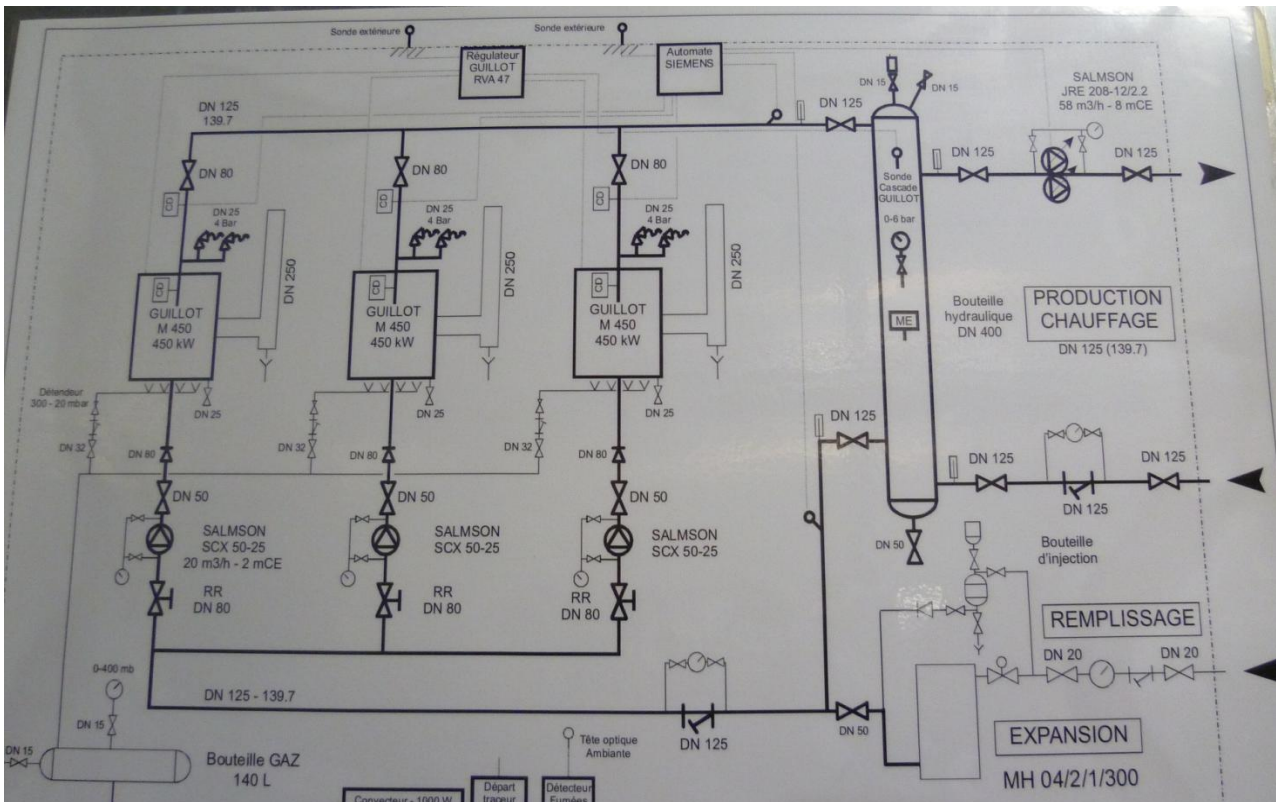 Sonde extérieure
Sonde extérieure
Régulateur
GUILLOT
RVA 47
Automate
SIEMENS
DN 15
DN 15
SALMSON
JRE 208-12/2.2
58 m3/h - 8 mCE
DN 125
139.7
DN 125
DN 125
DN 125
DN 80
DN 80
DN 80
CD
CD
CD
DN 25
4 Bar
DN 25
4 Bar
DN 25
4 Bar
Sonde
Cascade
GUILLOT
0-6 bar
DN 250
DN 250
DN 250
CD
GUILLOT
M 450
450 kW
CD
GUILLOT
M 450
450 kW
CD
GUILLOT
M 450
450 kW
ME
Bouteille
hydraulique
DN 400
PRODUCTION
CHAUFFAGE
DN 125 (139.7)
Détendeur
300 - 20 mbar
DN 25
DN 25
DN 25
DN 125
DN 32
DN 32
DN 32
DN 80
DN 80
DN 80
DN 125
DN 125
DN 125
DN 50
DN 50
DN 50
SALMSON
SCX 50-25
20 m3/h - 2 mCE
SALMSON
SCX 50-25
SALMSON
SCX 50-25
DN 50
Bouteille
d'injection
RR
DN 80
RR
DN 80
RR
DN 80
REMPLISSAGE
DN 20
DN 20
0-400 mb
DN 125 - 139.7
DN 15
DN 125
DN 50
EXPANSION
MH 04/2/1/300
DN 15
Bouteille GAZ
140 L
Tête optique
Ambiante
Convecteur - 1000 W
Départ
traceur
Détecteur
Fumées